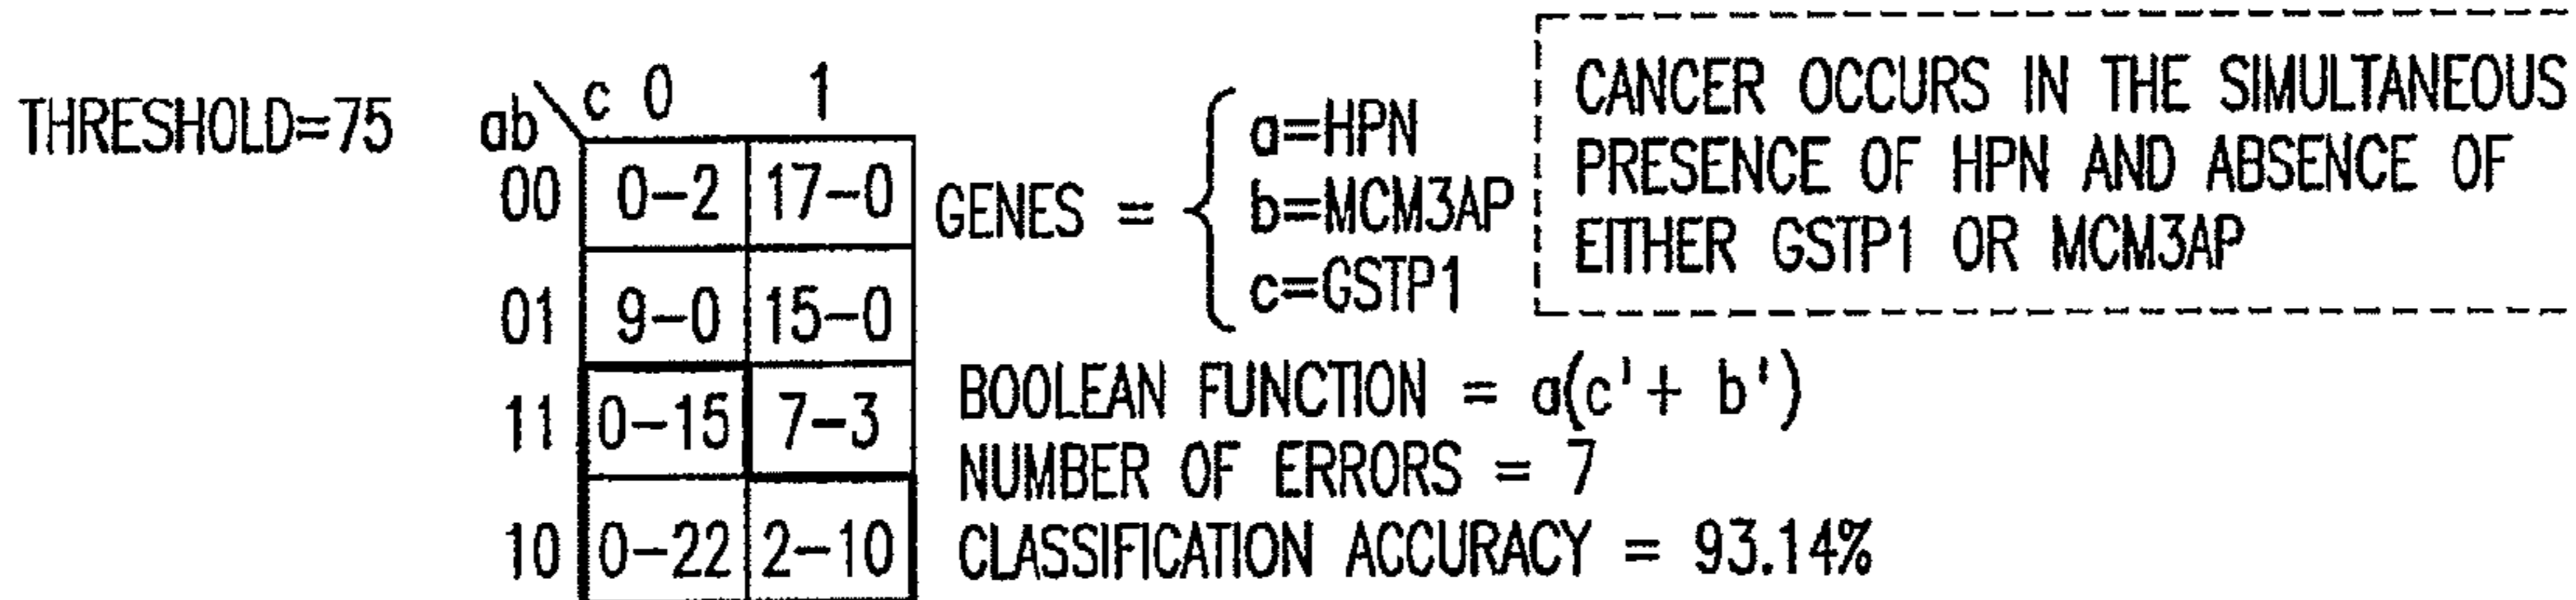 THRESHOLD=75
ab\c 0 1
00 0-2 17-0
01 9-0 15-0
11 0-15 7-3
10 0-22 2-10
GENES =
a=HPN
b=MCM3AP
c=GSTP1
CANCER OCCURS IN THE SIMULTANEOUS
PRESENCE OF HPN AND ABSENCE OF
EITHER GSTP1 OR MCM3AP
BOOLEAN FUNCTION = a(c'+ b')
NUMBER OF ERRORS = 7
CLASSIFICATION ACCURACY = 93.14%